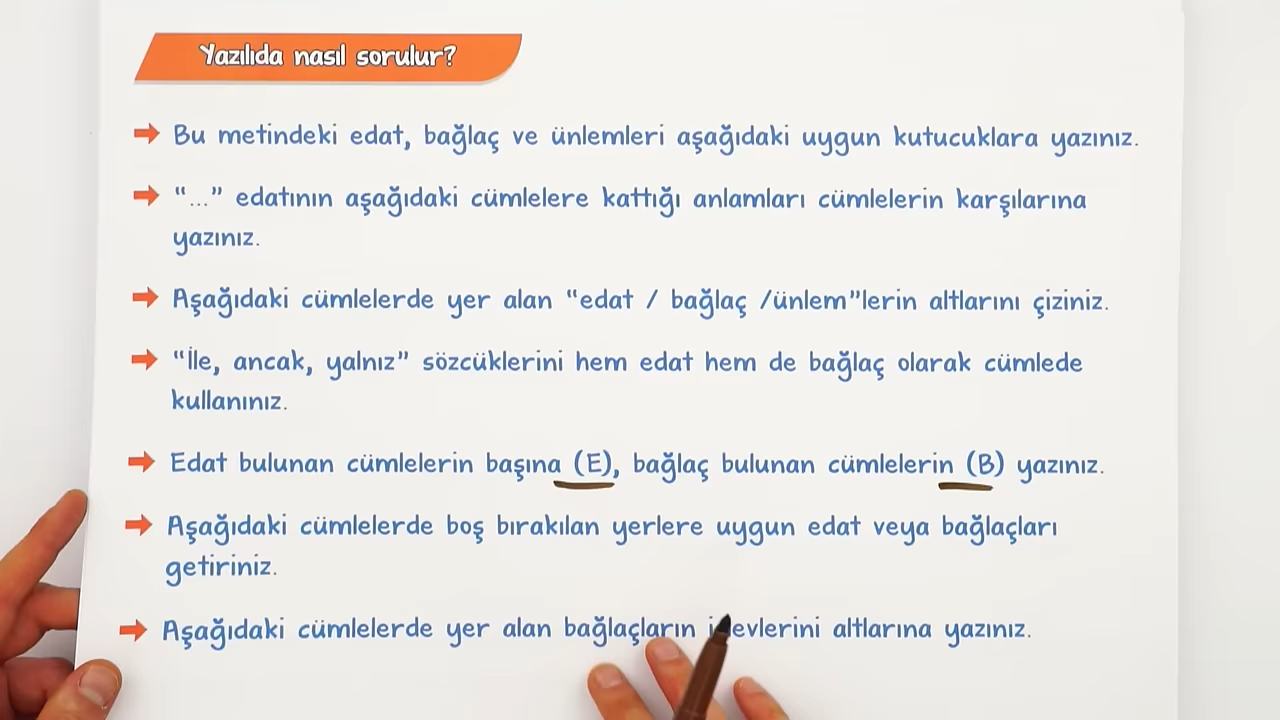 Yazılıda nasıl sorulur?
Bu metindeki edat, bağlaç ve ünlemleri aşağıdaki uygun kutucuklara yazınız.
"..." edatının aşağıdaki cümlelere kattığı anlamları cümlelerin karşılarına
yazınız.
Aşağıdaki cümlelerde yer alan "edat / bağlaç /ünlem"lerin altlarını çiziniz.
"İle, ancak, yalnız" sözcüklerini hem edat hem de bağlaç olarak cümlede
kullanınız.
Edat bulunan cümlelerin başına (E), bağlaç bulunan cümlelerin (B) yazınız.
Aşağıdaki cümlelerde boş bırakılan yerlere uygun edat veya bağlaçları
getiriniz.
Aşağıdaki cümlelerde yer alan bağlaçların altlarına yazınız.